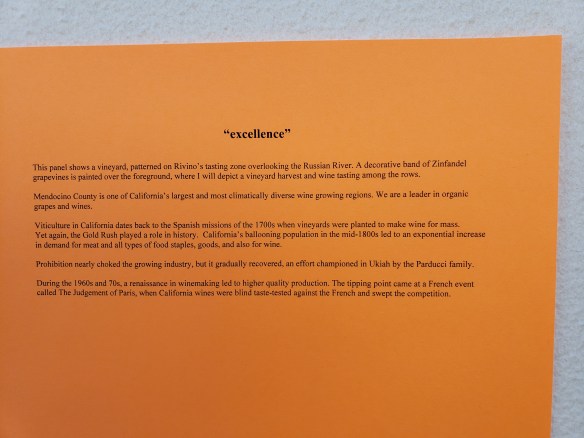 “excellence”
This panel shows a vineyard, patterned on Rivino's tasting zone overlooking the Russian River. A decorative band of Zinfandel
grapevines is painted over the foreground, where I will depict a vineyard harvest and wine tasting among the rows.
Mendocino County is one of California's largest and most climatically diverse wine growing regions. We are a leader in organic
grapes and wines.
Viticulture in California dates back to the Spanish missions of the 1700s when vineyards were planted to make wine for mass.
Yet again, the Gold Rush played a role in history. California's ballooning population in the mid-1800s led to an exponential increase
in demand for meat and all types of food staples, goods, and also for wine.
Prohibition nearly choked the growing industry, but it gradually recovered, an effort championed in Ukiah by the Parducci family.
During the 1960s and 70s, a renaissance in winemaking led to higher quality production. The tipping point came at a French event
called The Judgement of Paris, when California wines were blind taste-tested against the French and swept the competition.